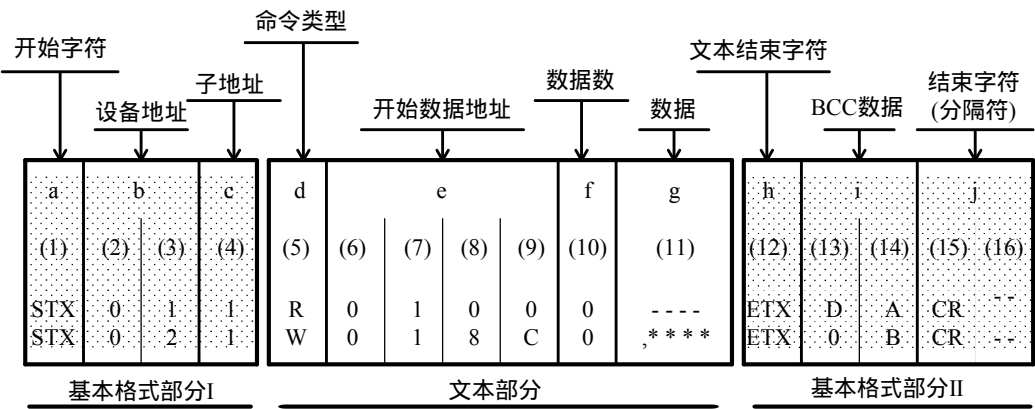 命令类型
开始字符
文本结束字符
子地址
数据数
结束字符
设备地址
开始数据地址
数据
BCC数据
(分隔符)
a b c d e f g h i j
(1) (2) (3) (4) (5) (6) (7) (8) (9) (10) (11) (12) (13) (14) (15) (16)
STX 0 1 1 R 0 1 0 0 0 - - - - ETX D A CR - -
STX 0 2 1 W 0 1 8 C 0 ,* * * * ETX 0 B CR - -
基本格式部分I 文本部分 基本格式部分II